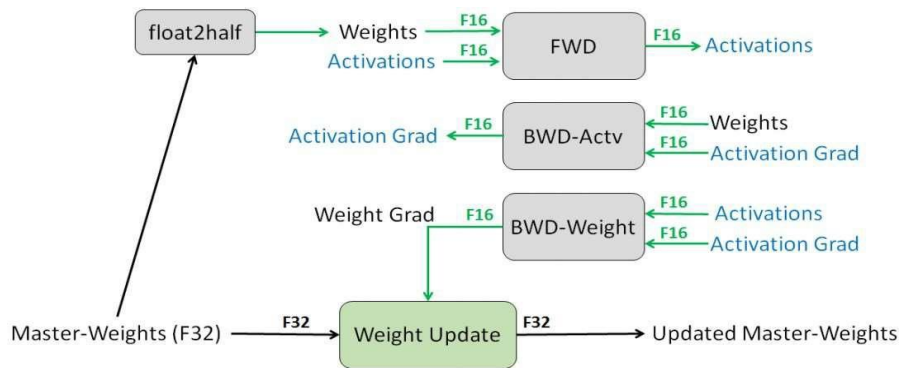 float2half
Weights F16 FWD F16 Activations
Activations F16
Activation Grad F16 BWD-Actv F16 Weights
F16 Activation Grad
Weight Grad F16 BWD-Weight F16 Activations
F16 Activation Grad
Master-Weights (F32) F32 Weight Update F32 Updated Master-Weights